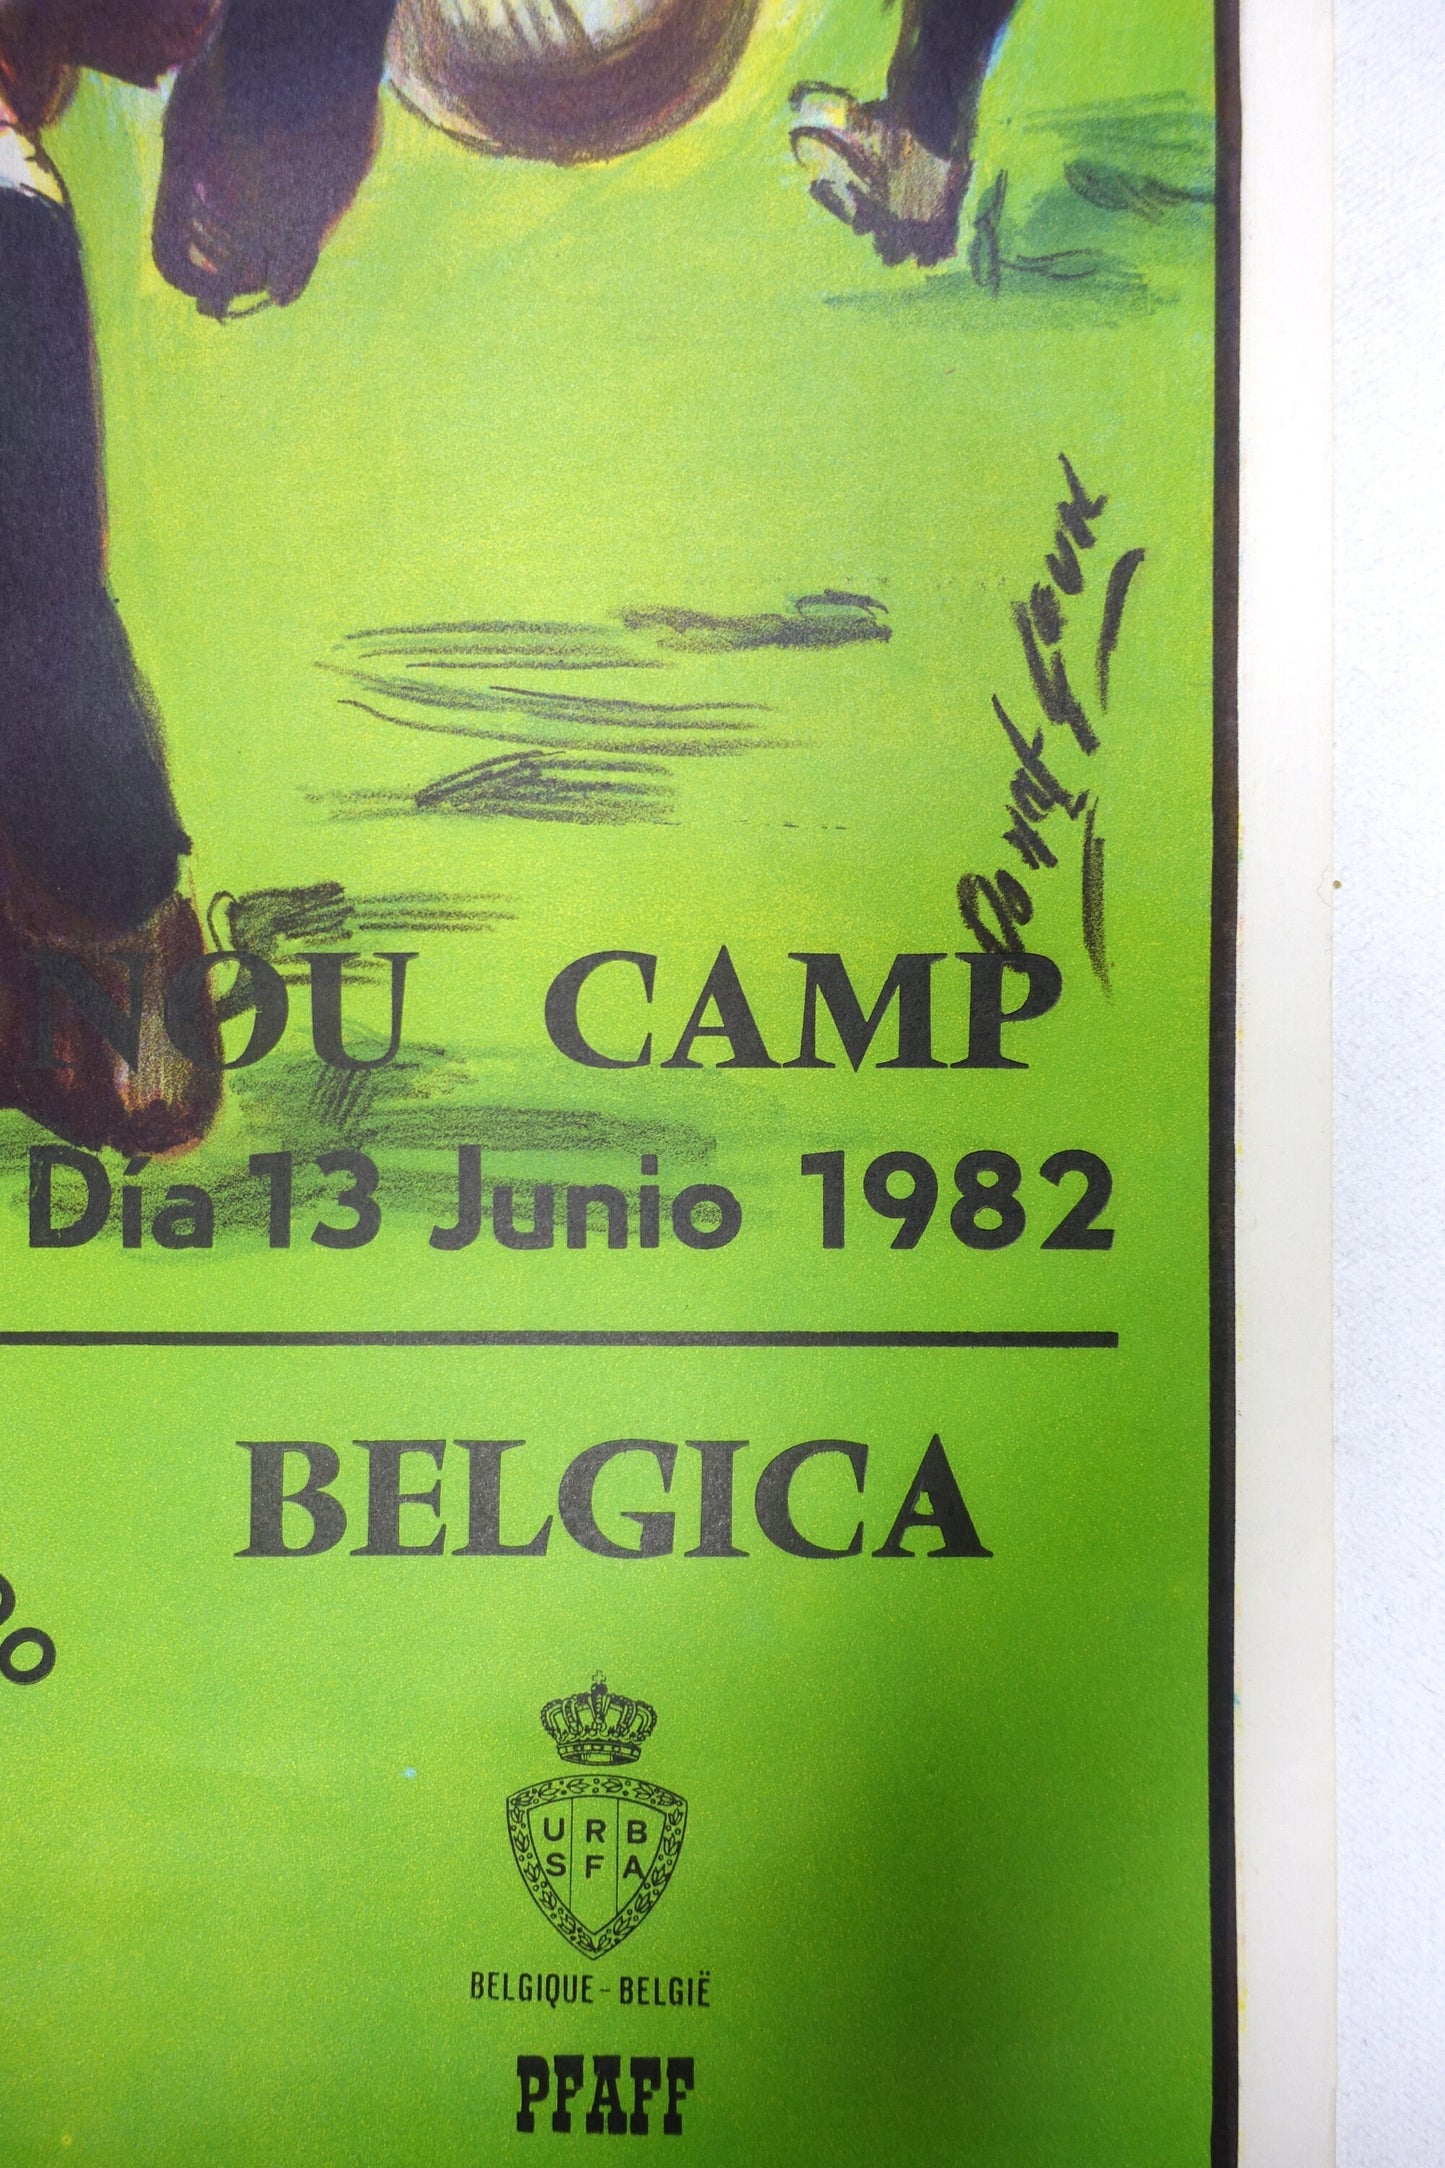 NOU CAMP
Día 13 Junio 1982
BELGICA
URB
SFA
BELGIQUE - BELGIË
PFAFF